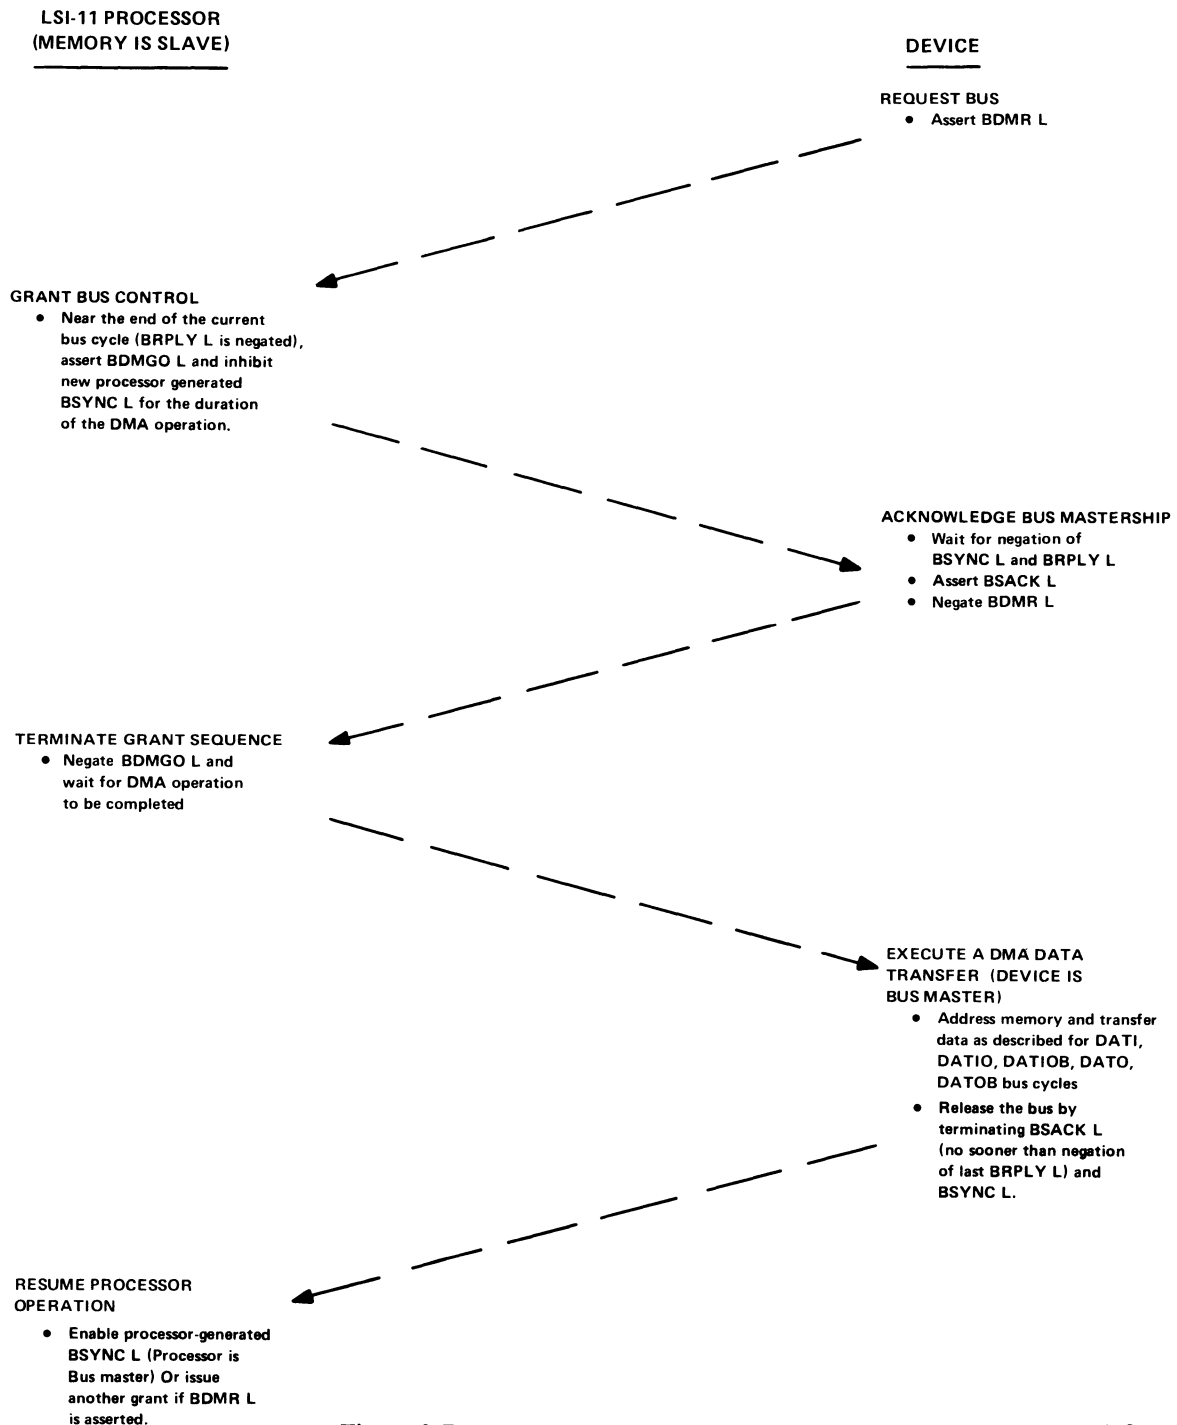 LSI-11 PROCESSOR
(MEMORY IS SLAVE)
DEVICE
REQUEST BUS
• Assert BDMR L
GRANT BUS CONTROL
• Near the end of the current
bus cycle (BRPLY L is negated),
assert BDMGO L and inhibit
new processor generated
BSYNC L for the duration
of the DMA operation.
ACKNOWLEDGE BUS MASTERSHIP
• Wait for negation of
BSYNC L and BRPLY L
• Assert BSACK L
• Negate BDMR L
TERMINATE GRANT SEQUENCE
• Negate BDMGO L and
wait for DMA operation
to be completed
EXECUTE A DMA DATA
TRANSFER (DEVICE IS
BUS MASTER)
• Address memory and transfer
data as described for DATI,
DATIO, DATIOB, DATO,
DATOB bus cycles
• Release the bus by
terminating BSACK L
(no sooner than negation
of last BRPLY L) and
BSYNC L.
RESUME PROCESSOR
OPERATION
• Enable processor-generated
BSYNC L (Processor is
Bus master) Or issue
another grant if BDMR L
is asserted.